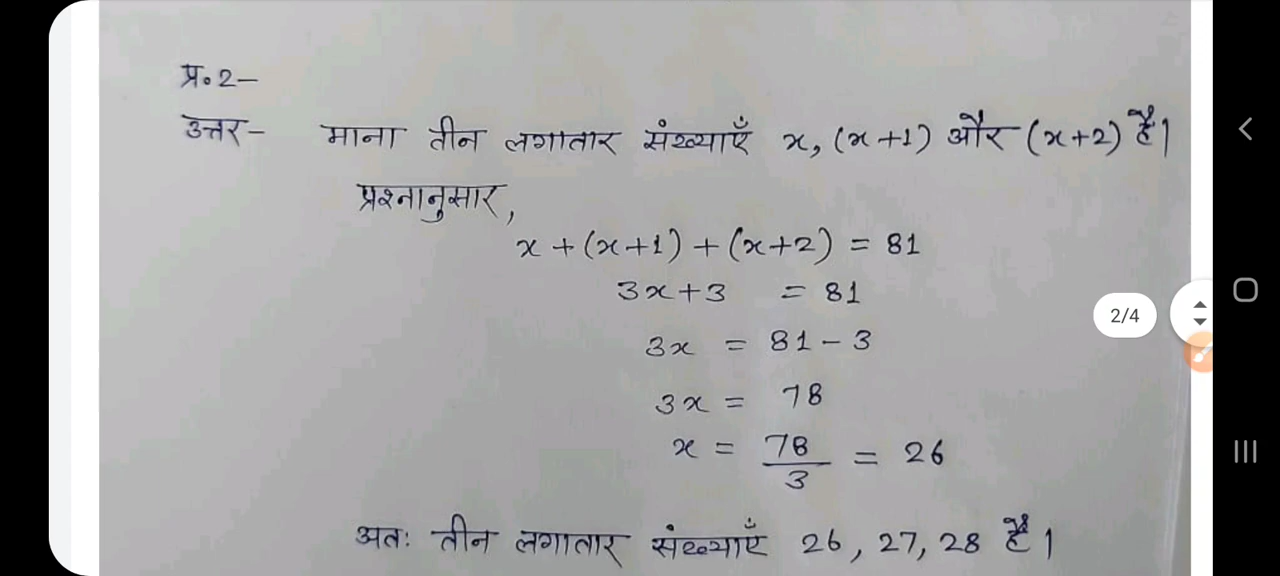 प्र०2-
उत्तर- माना तीन लगातार संख्याएँ x, (x+1) और (x+2) हैं।
प्रश्नानुसार,
x + (x+1) + (x+2) = 81
3x+3 = 81
3x = 81 - 3
3x = 78
x = 78/3 = 26
अतः तीन लगातार संख्याएँ 26, 27, 28 हैं।
2/4